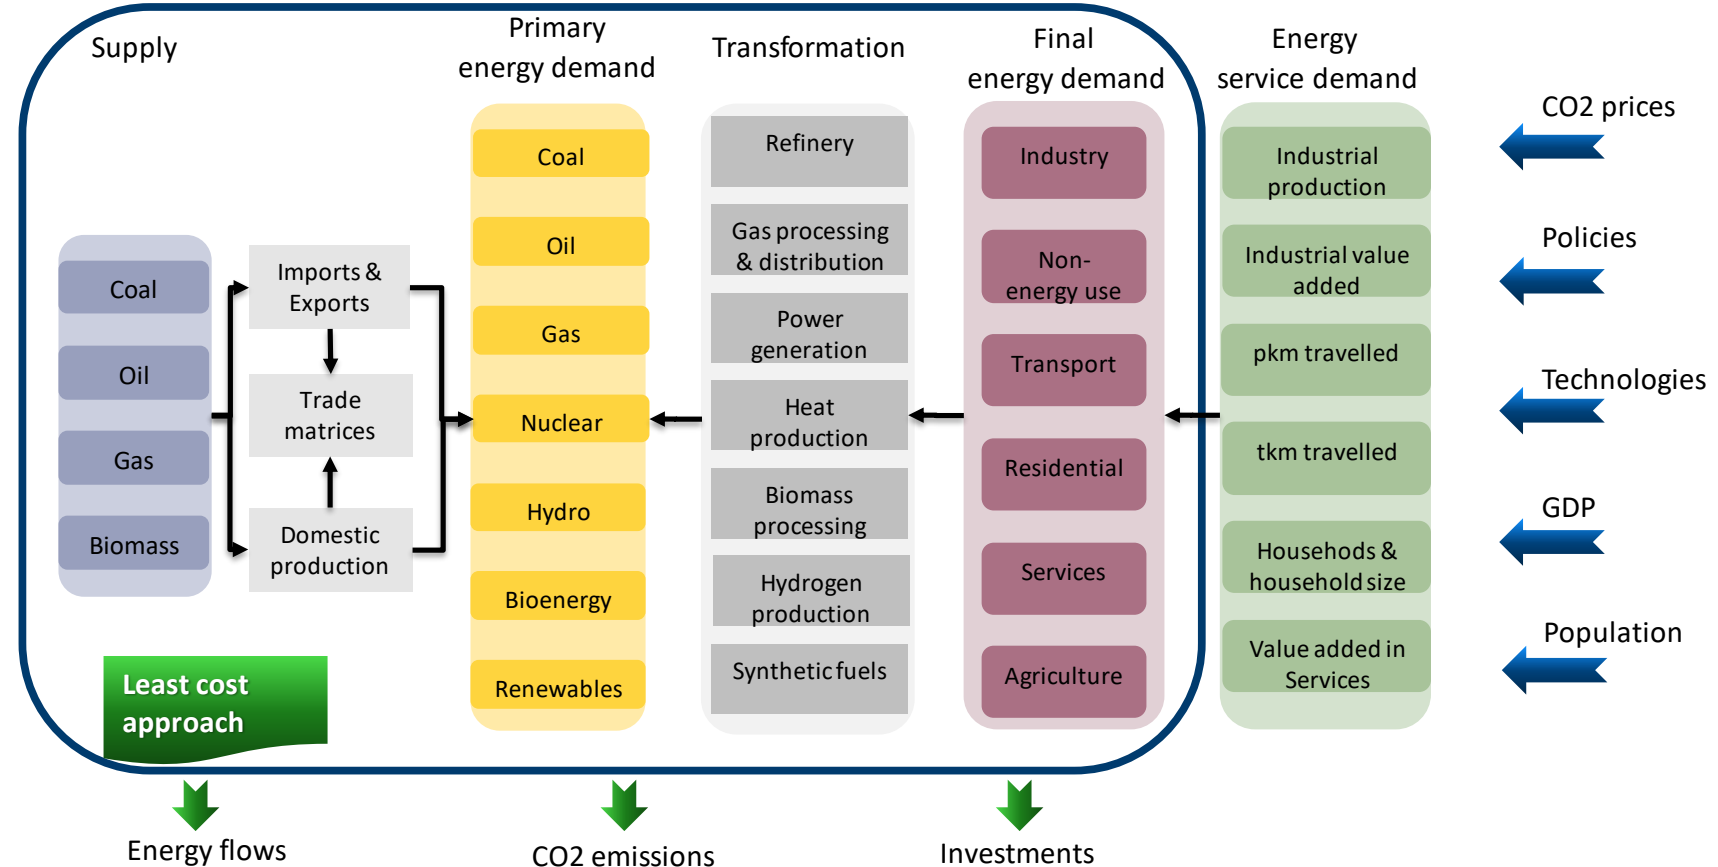 Supply
Primary
energy demand
Transformation
Final
energy demand
Energy
service demand
Coal
Oil
Gas
Biomass
Imports &
Exports
Trade
matrices
Domestic
production
Coal
Oil
Gas
Nuclear
Hydro
Bioenergy
Renewables
Refinery
Gas processing
& distribution
Power
generation
Heat
production
Biomass
processing
Hydrogen
production
Synthetic fuels
Industry
Non-
energy use
Transport
Residential
Services
Agriculture
Industrial
production
Industrial value
added
pkm travelled
tkm travelled
Househods &
household size
Value added in
Services
CO2 prices
Policies
Technologies
GDP
Population
Least cost
approach
Energy flows
CO2 emissions
Investments